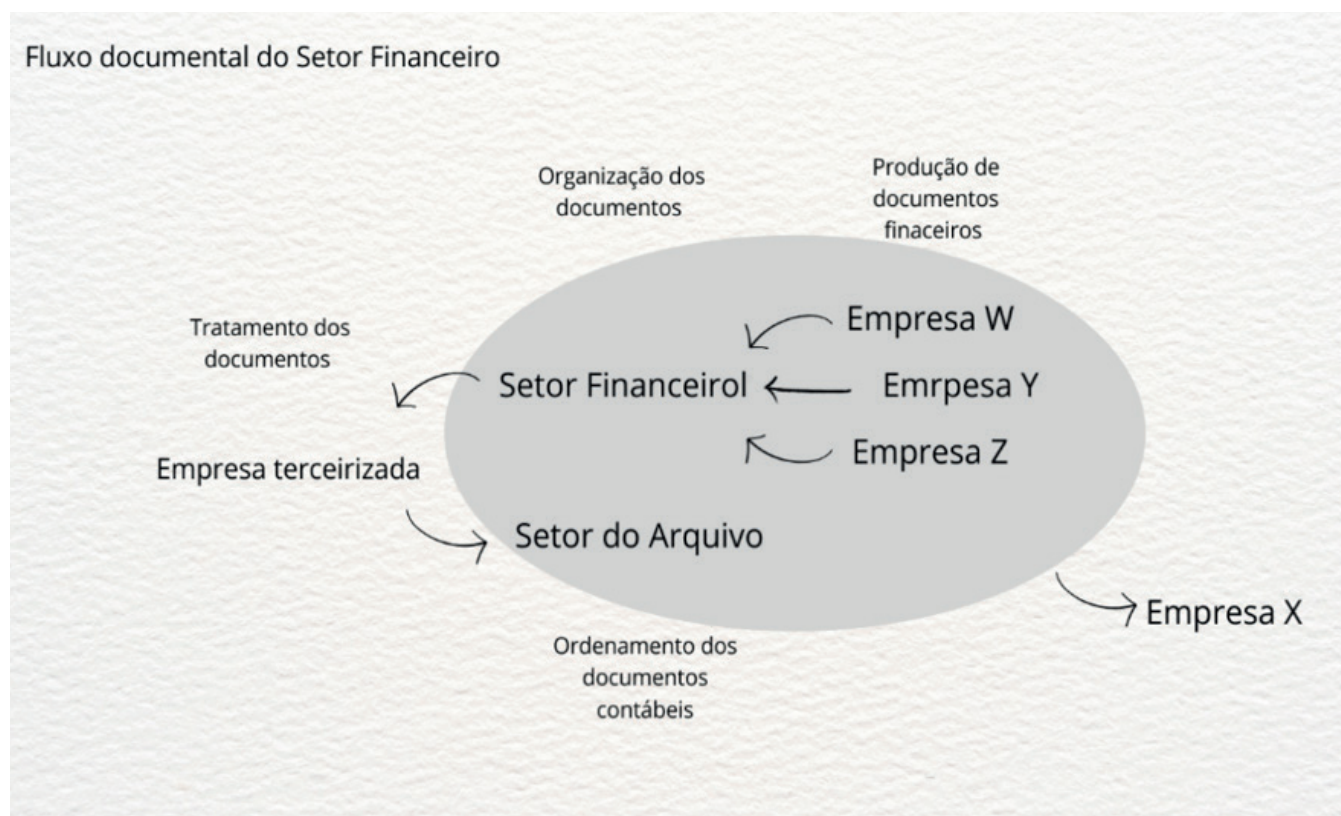 Fluxo documental do Setor Financeiro
Organização dos
documentos
Produção de
documentos
finaceiros
Tratamento dos
documentos
Empresa W
Setor Financeirol
Emrpesa Y
Empresa Z
Empresa terceirizada
Setor do Arquivo
Empresa X
Ordenamento dos
documentos
contábeis